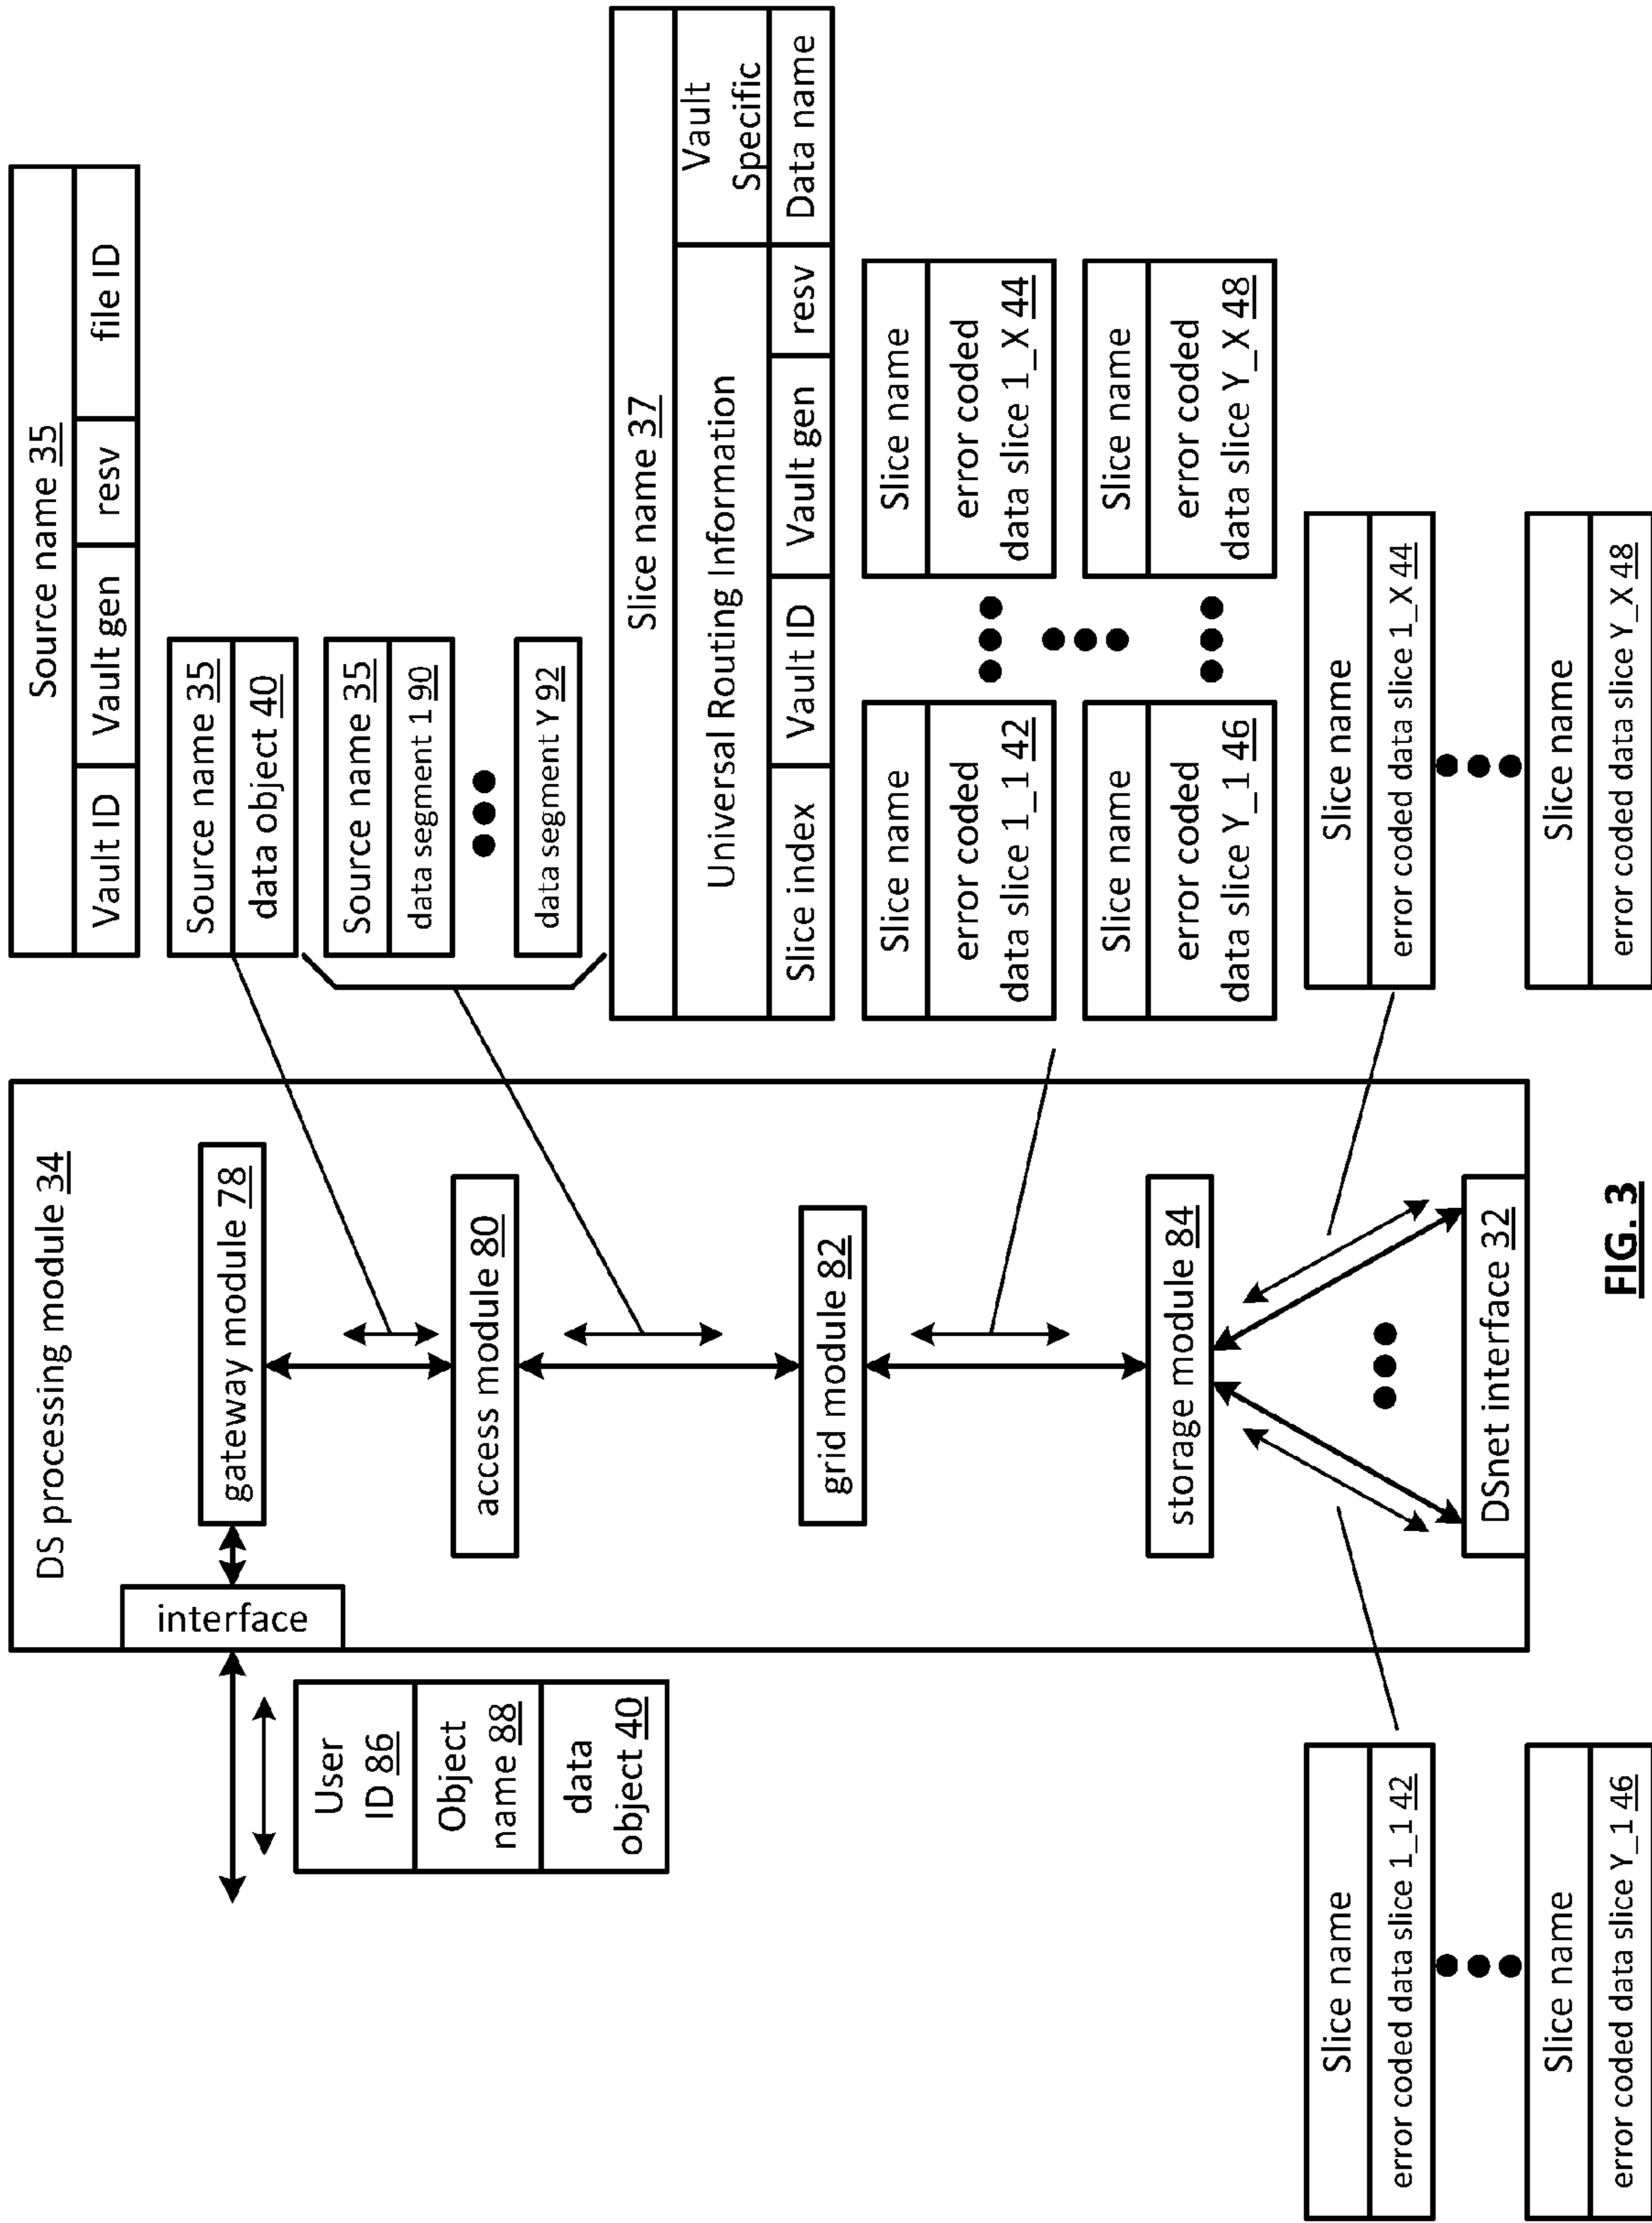 DS processing module 34
interface
gateway module 78
access module 80
grid module 82
storage module 84
DSnet interface 32
User
ID 86
Object
name 88
data
object 40
Source name 35
Vault ID
Vault gen
resv
file ID
Source name 35
data object 40
Source name 35
data segment 1 90
data segment Y 92
Slice name 37
Universal Routing Information
Vault
Specific
Slice index
Vault ID
Vault gen
resv
Data name
Slice name
error coded
data slice 1_1 42
Slice name
error coded
data slice 1_X 44
Slice name
error coded
data slice Y_1 46
Slice name
error coded
data slice Y_X 48
Slice name
error coded data slice 1_1 42
Slice name
error coded data slice Y_1 46
Slice name
error coded data slice 1_X 44
Slice name
error coded data slice Y_X 48
FIG. 3